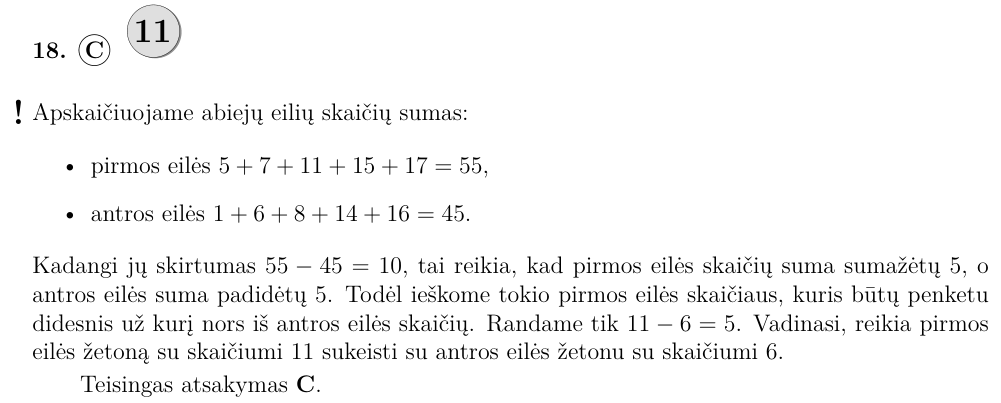 18. C 11
! Apskaičiuojame abiejų eilių skaičių sumas:
• pirmos eilės 5 + 7 + 11 + 15 + 17 = 55,
• antros eilės 1 + 6 + 8 + 14 + 16 = 45.
Kadangi jų skirtumas 55 − 45 = 10, tai reikia, kad pirmos eilės skaičių suma sumažėtų 5, o
antros eilės suma padidėtų 5. Todėl ieškome tokio pirmos eilės skaičiaus, kuris būtų penketu
didesnis už kurį nors iš antros eilės skaičių. Randame tik 11 − 6 = 5. Vadinasi, reikia pirmos
eilės žetoną su skaičiumi 11 sukeisti su antros eilės žetonu su skaičiumi 6.
Teisingas atsakymas C.